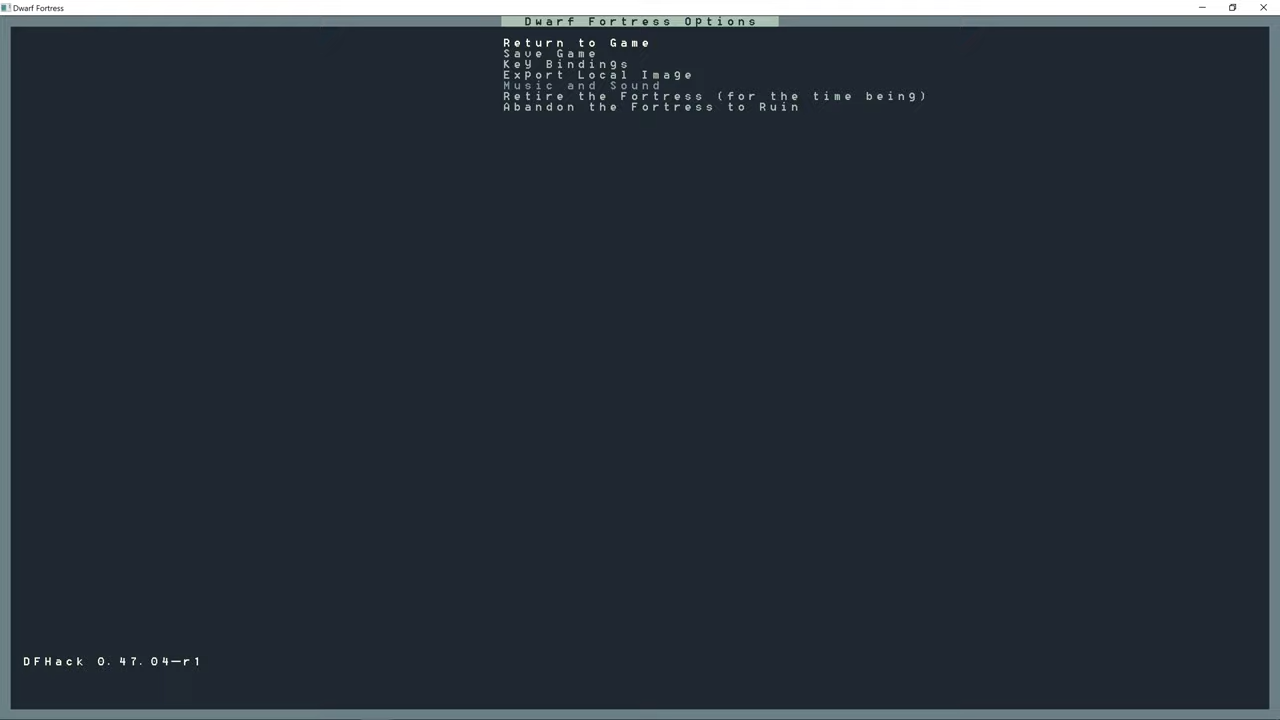 Dwarf Fortress
Dwarf Fortress Options
Return to Game
Save Game
Key Bindings
Export Local Image
Music and Sound
Retire the Fortress (for the time being)
Abandon the Fortress to Ruin
DFHack 0.47.04—r1